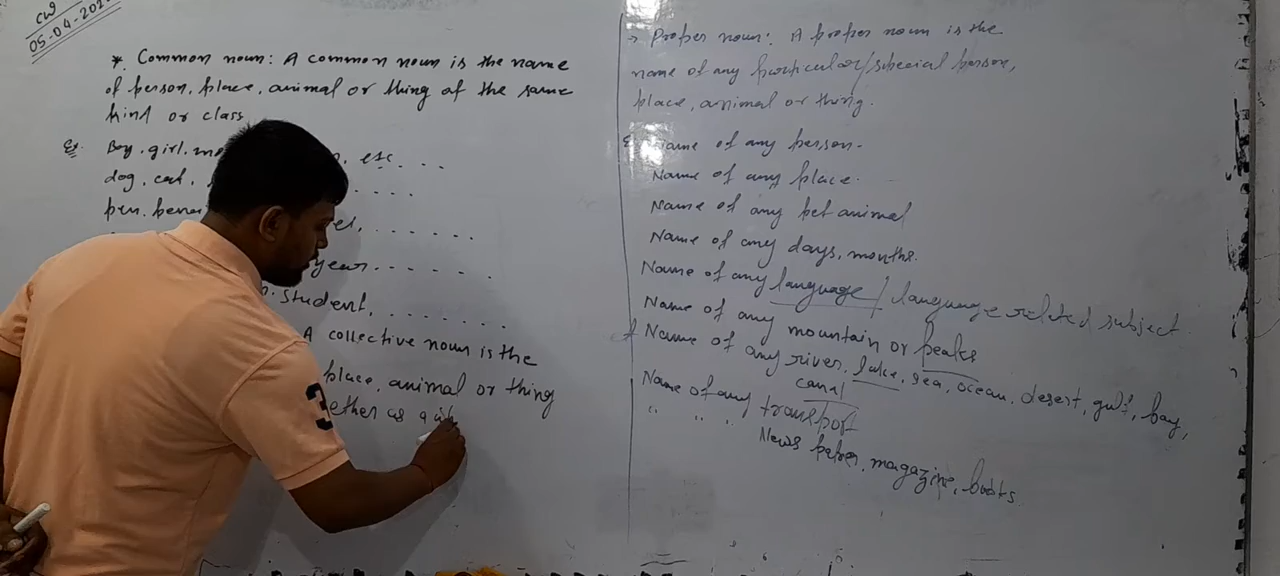 CW
05-04-202
* Common noun: A common noun is the name
of person, place, animal or thing of the same
kind or class
Ex. Boy, girl, etc....
dog, cat,
pen,
year.......
student,........
A collective noun is the
place, animal or thing
as a
3
→ Proper noun: A proper noun is the
name of any particular/special person,
place, animal or thing.
Name of any person.
Name of any place.
Name of any pet animal
Name of any days, months.
Name of any language / language related subject.
Name of any mountain or peaks
Name of any river, lake, sea, ocean, desert, gulf, bay,
canal
Name of any transport
" " " News paper, magazine, books.